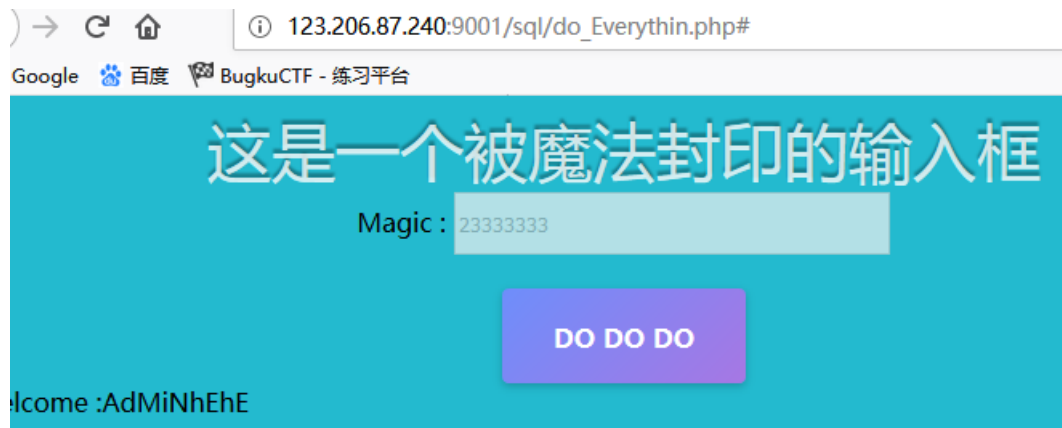 123.206.87.240:9001/sql/do_Everythin.php#
Google 百度 BugkuCTF - 练习平台
这是一个被魔法封印的输入框
Magic : 23333333
DO DO DO
elcome :AdMiNhEhE